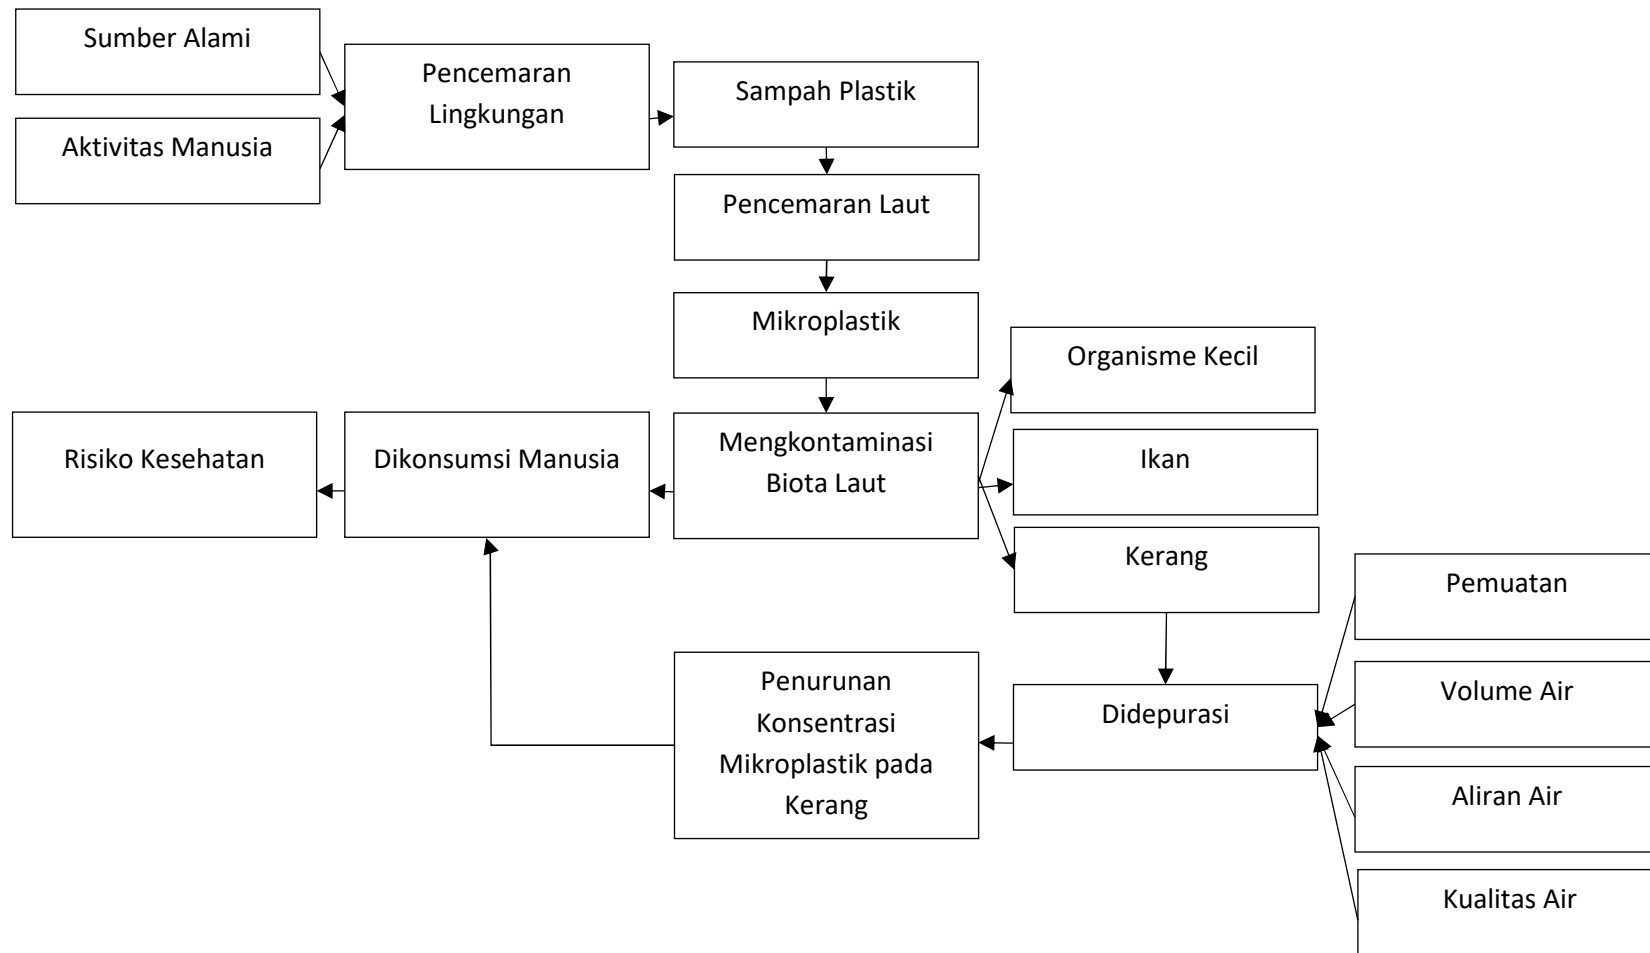 Sumber Alami
Aktivitas Manusia
Pencemaran
Lingkungan
Sampah Plastik
Pencemaran Laut
Mikroplastik
Mengkontaminasi
Biota Laut
Organisme Kecil
Ikan
Kerang
Dikonsumsi Manusia
Risiko Kesehatan
Didepurasi
Pemuatan
Volume Air
Aliran Air
Kualitas Air
Penurunan
Konsentrasi
Mikroplastik pada
Kerang